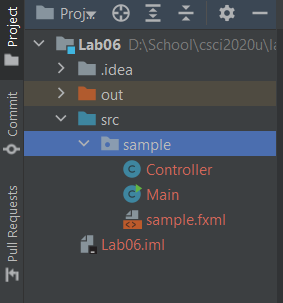 Project
Commit
Pull Requests
Proj
Lab06 D:\School\csci2020u\la
.idea
out
src
sample
Controller
Main
sample.fxml
Lab06.iml